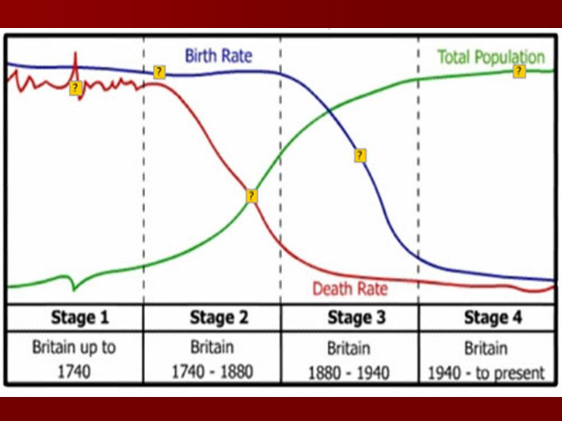 Birth Rate
Total Population
?
?
?
?
?
Death Rate
Stage 1
Stage 2
Stage 3
Stage 4
Britain up to
1740
Britain
1740 - 1880
Britain
1880 - 1940
Britain
1940 - to present